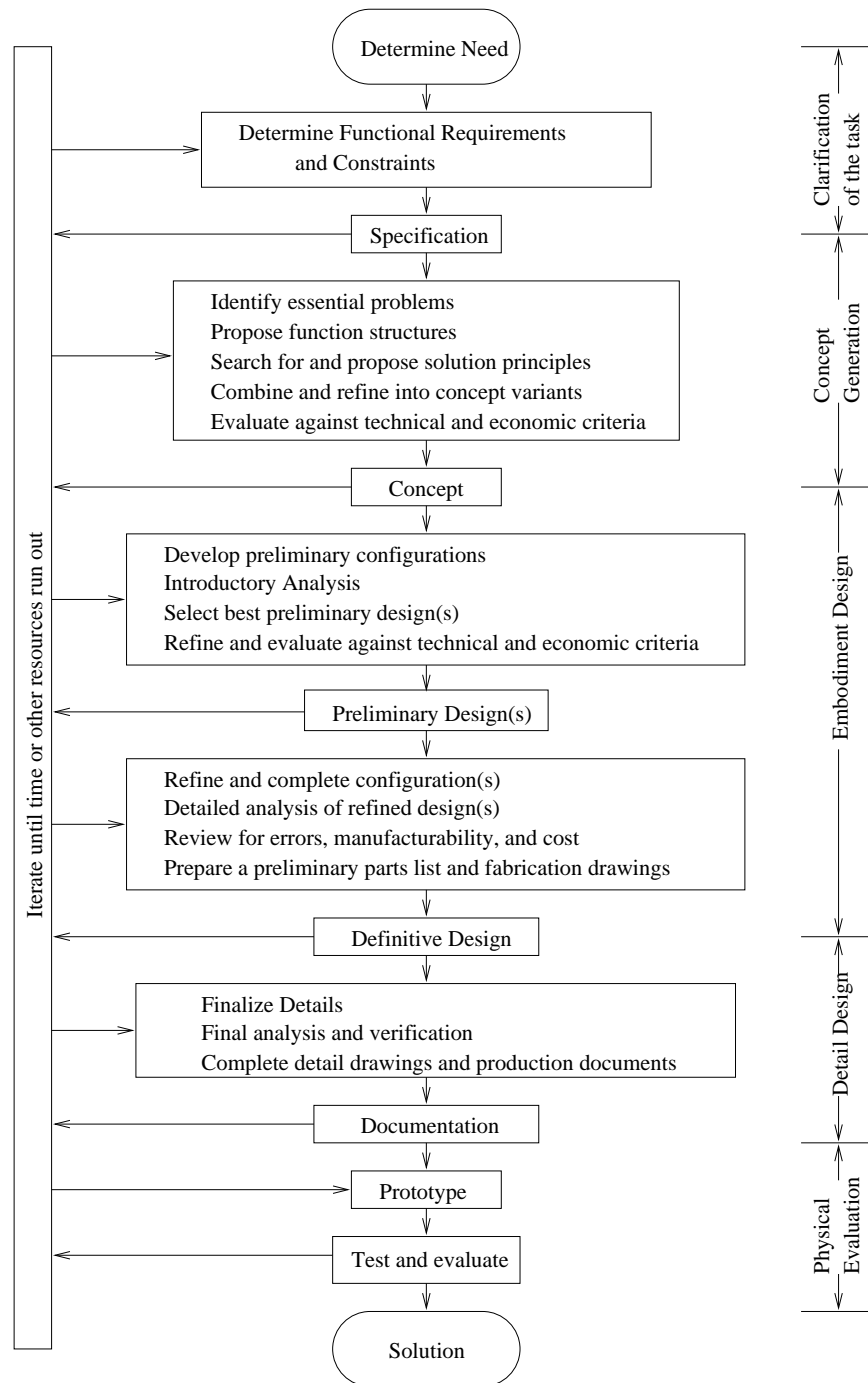 Determine Need
Determine Functional Requirements
and Constraints
Specification
Identify essential problems
Propose function structures
Search for and propose solution principles
Combine and refine into concept variants
Evaluate against technical and economic criteria
Concept
Develop preliminary configurations
Introductory Analysis
Select best preliminary design(s)
Refine and evaluate against technical and economic criteria
Preliminary Design(s)
Refine and complete configuration(s)
Detailed analysis of refined design(s)
Review for errors, manufacturability, and cost
Prepare a preliminary parts list and fabrication drawings
Definitive Design
Finalize Details
Final analysis and verification
Complete detail drawings and production documents
Documentation
Prototype
Test and evaluate
Solution
Iterate until time or other resources run out
Clarification
of the task
Concept
Generation
Embodiment Design
Detail Design
Physical
Evaluation